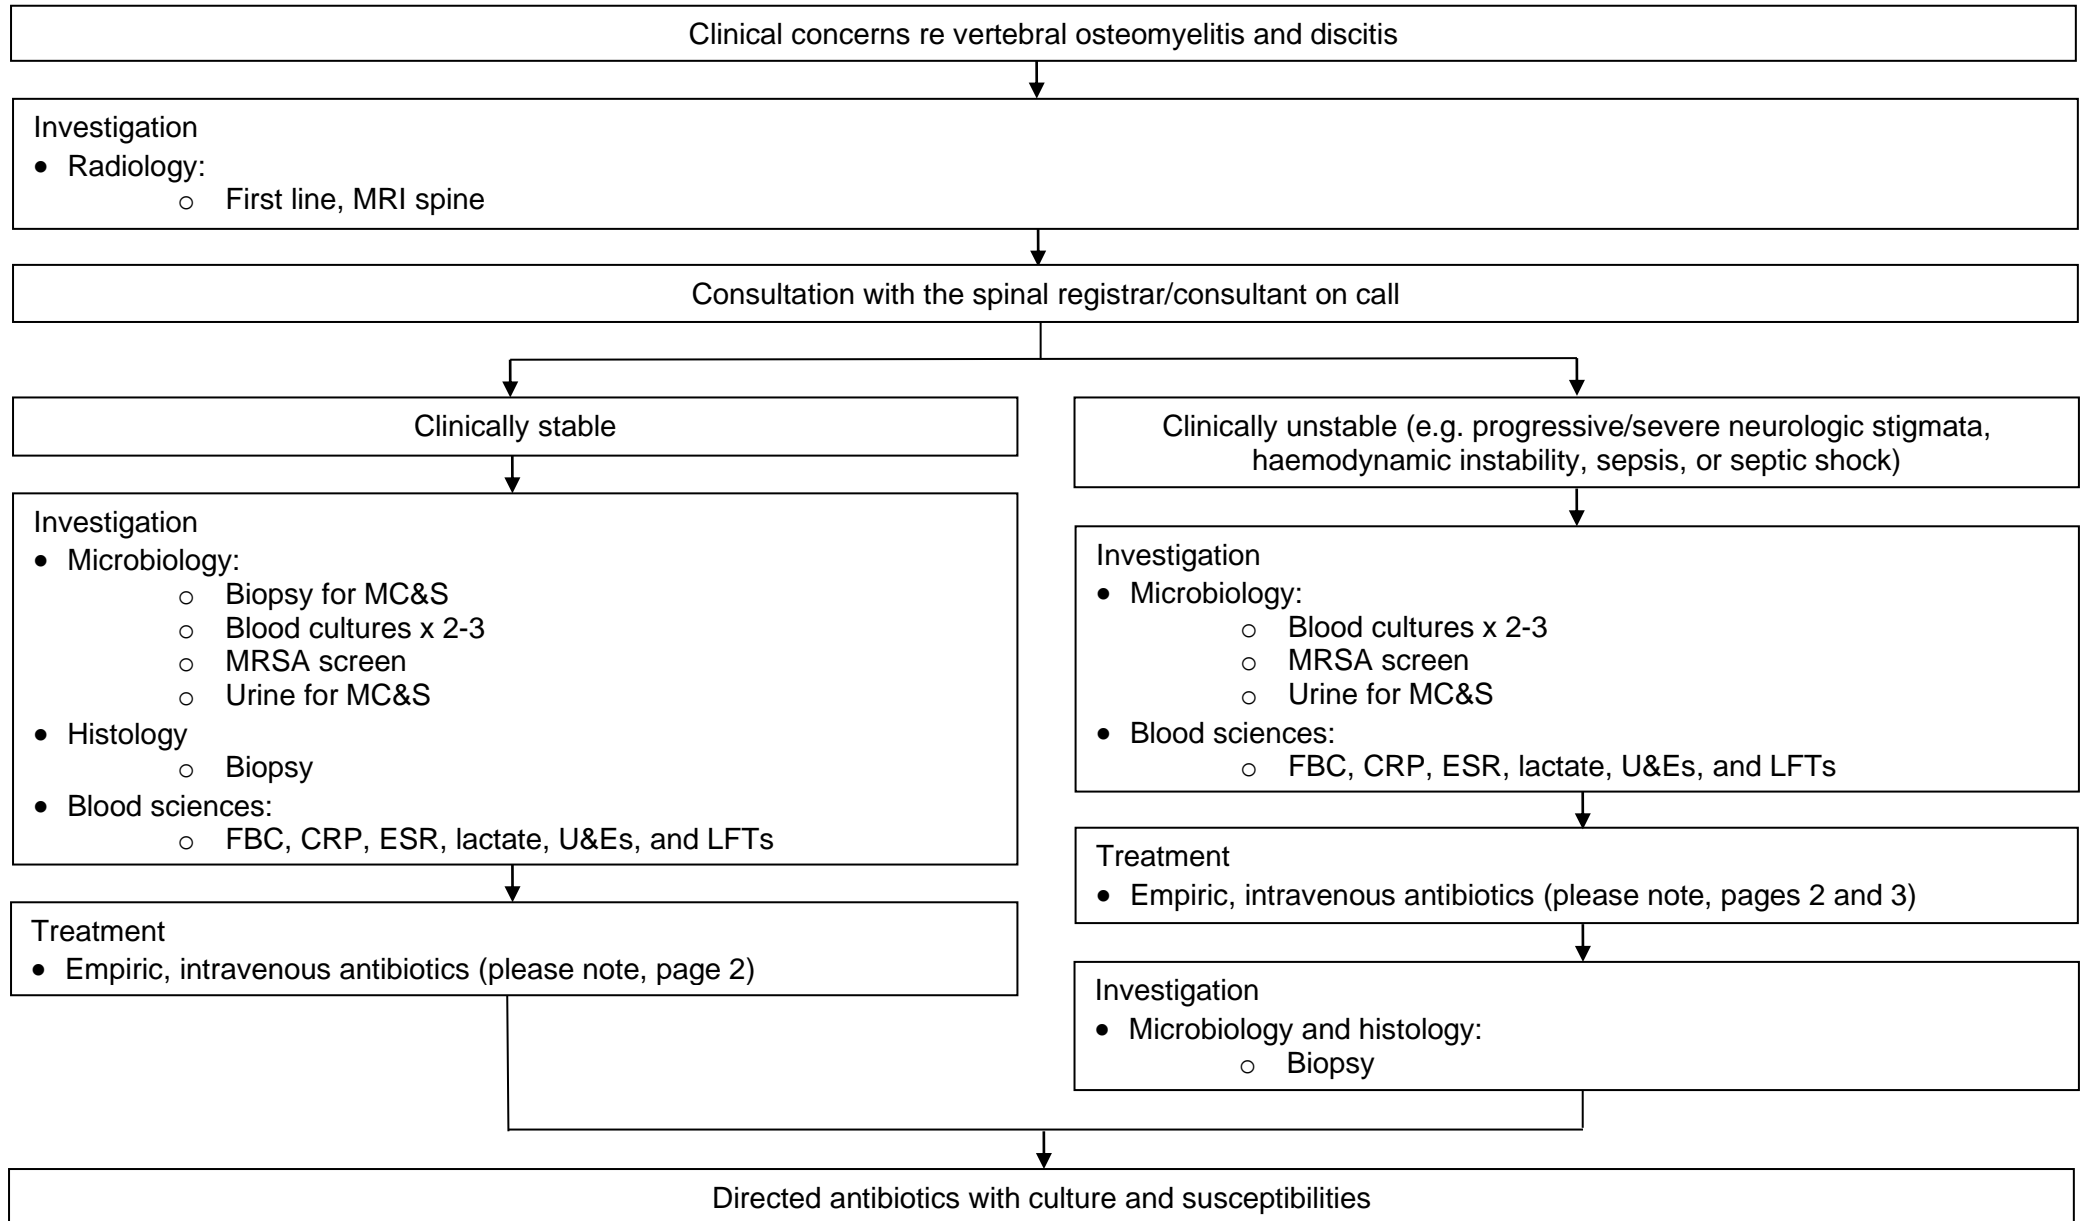 Clinical concerns re vertebral osteomyelitis and discitis
Investigation
• Radiology:
o First line, MRI spine
Consultation with the spinal registrar/consultant on call
Clinically stable
Investigation
• Microbiology:
o Biopsy for MC&S
o Blood cultures x 2-3
o MRSA screen
o Urine for MC&S
• Histology
o Biopsy
• Blood sciences:
o FBC, CRP, ESR, lactate, U&Es, and LFTs
Treatment
• Empiric, intravenous antibiotics (please note, page 2)
Clinically unstable (e.g. progressive/severe neurologic stigmata,
haemodynamic instability, sepsis, or septic shock)
Investigation
• Microbiology:
o Blood cultures x 2-3
o MRSA screen
o Urine for MC&S
• Blood sciences:
o FBC, CRP, ESR, lactate, U&Es, and LFTs
Treatment
• Empiric, intravenous antibiotics (please note, pages 2 and 3)
Investigation
• Microbiology and histology:
o Biopsy
Directed antibiotics with culture and susceptibilities